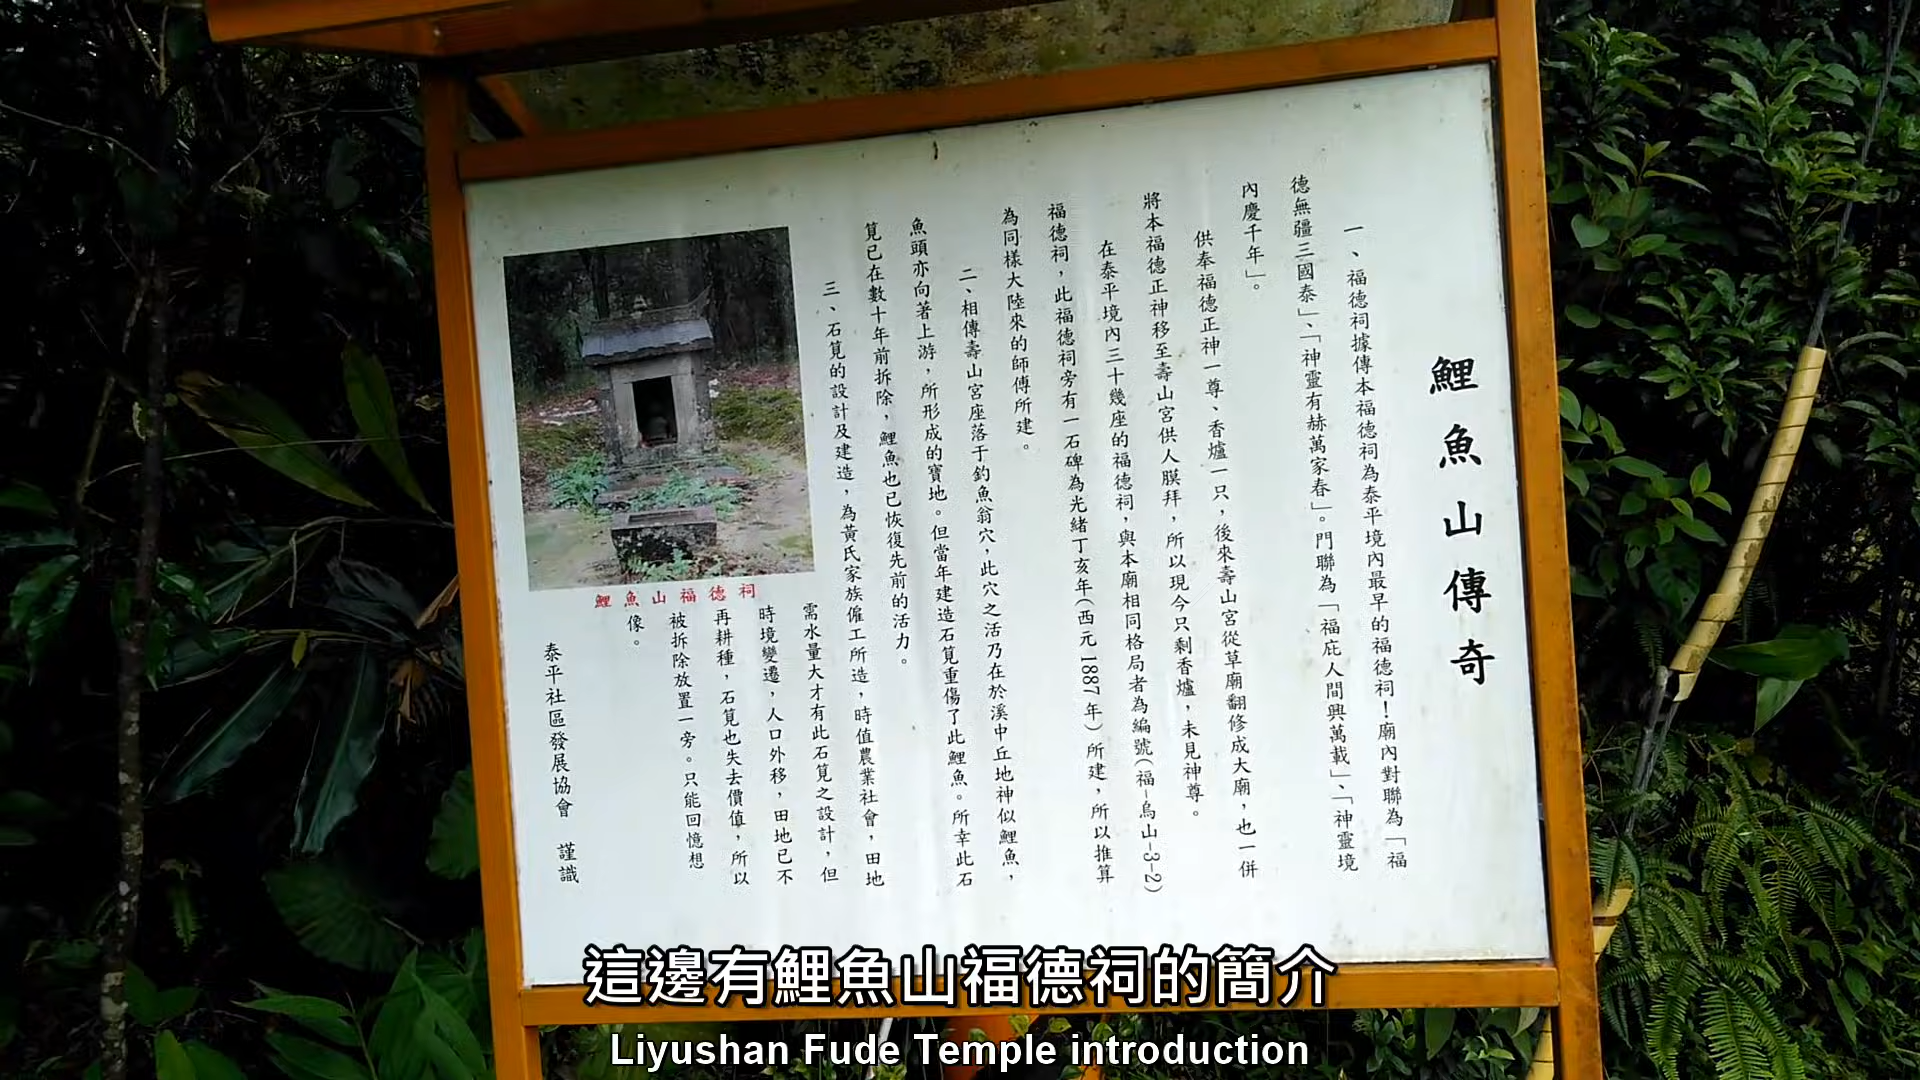 鯉魚山傳奇
一、福德祠據傳本福德祠為泰平境內最早的福德祠!廟內對聯為「福
德無疆三國泰」、「神靈有赫萬家春」。門聯為「福庇人間興萬載」、「神靈境
內慶千年」。
供奉福德正神一尊、香爐一只，後來壽山宮從草廟翻修成大廟，也一併
將本福德正神移至壽山宮供人膜拜，所以現今只剩香爐，未見神尊。
在泰平境內三十幾座的福德祠，與本廟相同格局者為編號(福-烏山-3-2)
福德祠，此福德祠旁有一石碑為光緒丁亥年(西元1887年)所建，所以推算
為同樣大陸來的師傅所建。
二、相傳壽山宮座落于釣魚翁穴，此穴之活乃在於溪中丘地神似鯉魚，
魚頭亦向著上游，所形成的寶地。但當年建造石筧重傷了此鯉魚。所幸此石
筧已在數十年前拆除，鯉魚也已恢復先前的活力。
三、石筧的設計及建造，為黃氏家族僱工所造，時值農業社會，田地
需水量大才有此石筧之設計，但
時境變遷，人口外移，田地已不
再耕種，石筧也失去價值，所以
被拆除放置一旁。只能回憶想
像。
鯉魚山福德祠
泰平社區發展協會 謹識
這邊有鯉魚山福德祠的簡介
Liyushan Fude Temple introduction